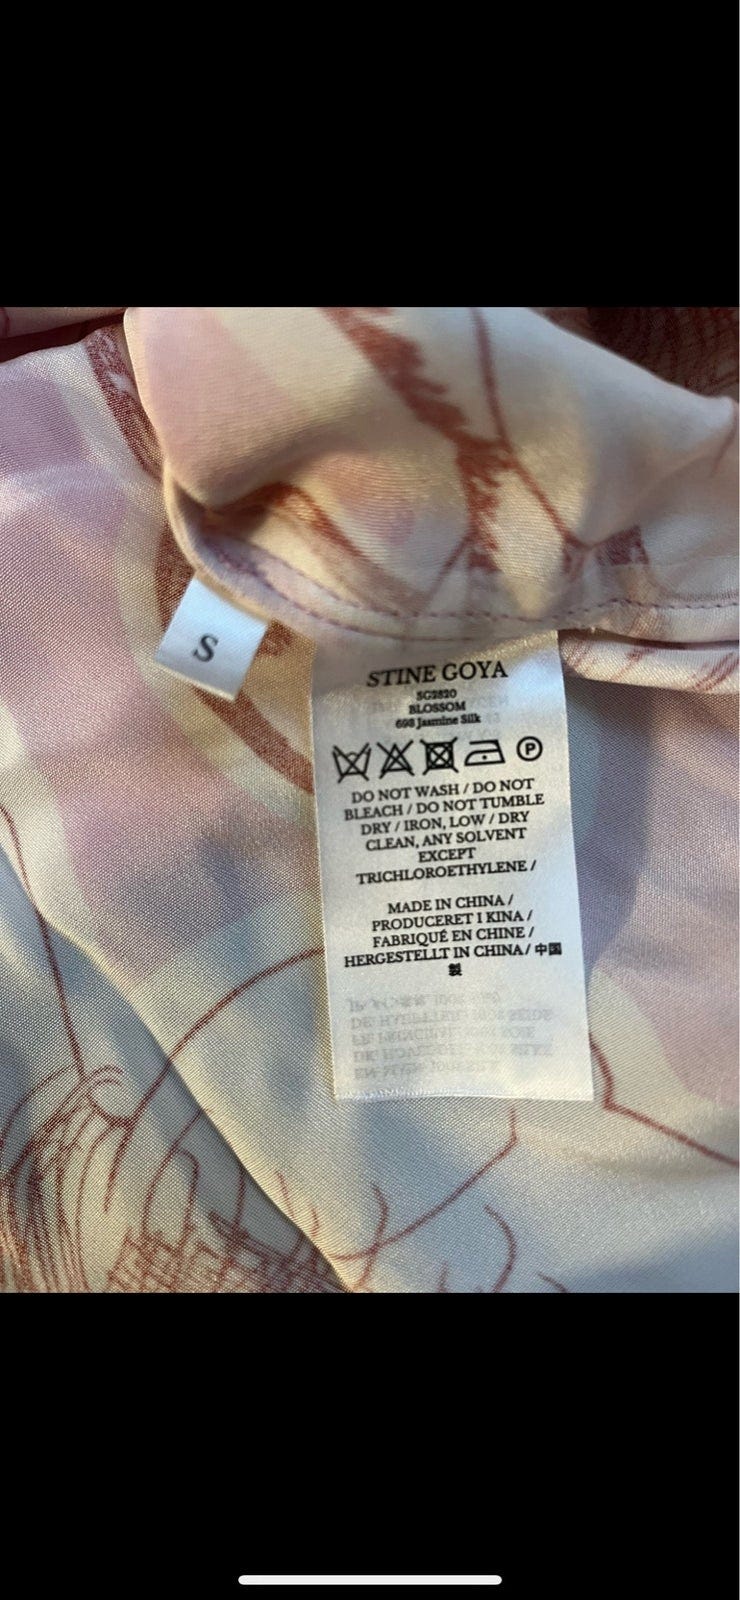 S
STINE GOYA
SG2820
BLOSSOM
698 Jasmine Silk
DO NOT WASH / DO NOT
BLEACH / DO NOT TUMBLE
DRY / IRON, LOW / DRY
CLEAN, ANY SOLVENT
EXCEPT
TRICHLOROETHYLENE /
MADE IN CHINA /
PRODUCERET I KINA /
FABRIQUÉ EN CHINE /
HERGESTELLT IN CHINA / 中国
製